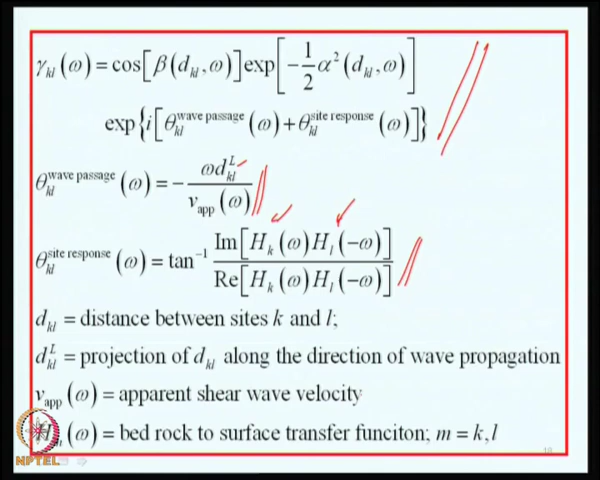 γ_kl(ω) = cos[β(d_kl, ω)] exp[−1/2 α²(d_kl, ω)]
exp{i[θ_kl^wave passage(ω) + θ_kl^site response(ω)]}
θ_kl^wave passage(ω) = − ωd_kl^L / v_app(ω)
θ_kl^site response(ω) = tan⁻¹ Im[H_k(ω)H_l(−ω)] / Re[H_k(ω)H_l(−ω)]
d_kl = distance between sites k and l;
d_kl^L = projection of d_kl along the direction of wave propagation
v_app(ω) = apparent shear wave velocity
(ω) = bed rock to surface transfer funciton; m = k, l
NPTEL